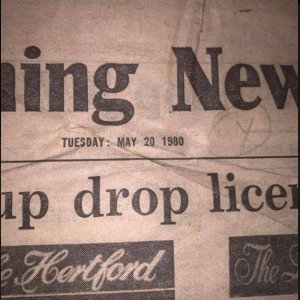 ning New
TUESDAY: MAY 20 1980
up drop licen
Hertford
The